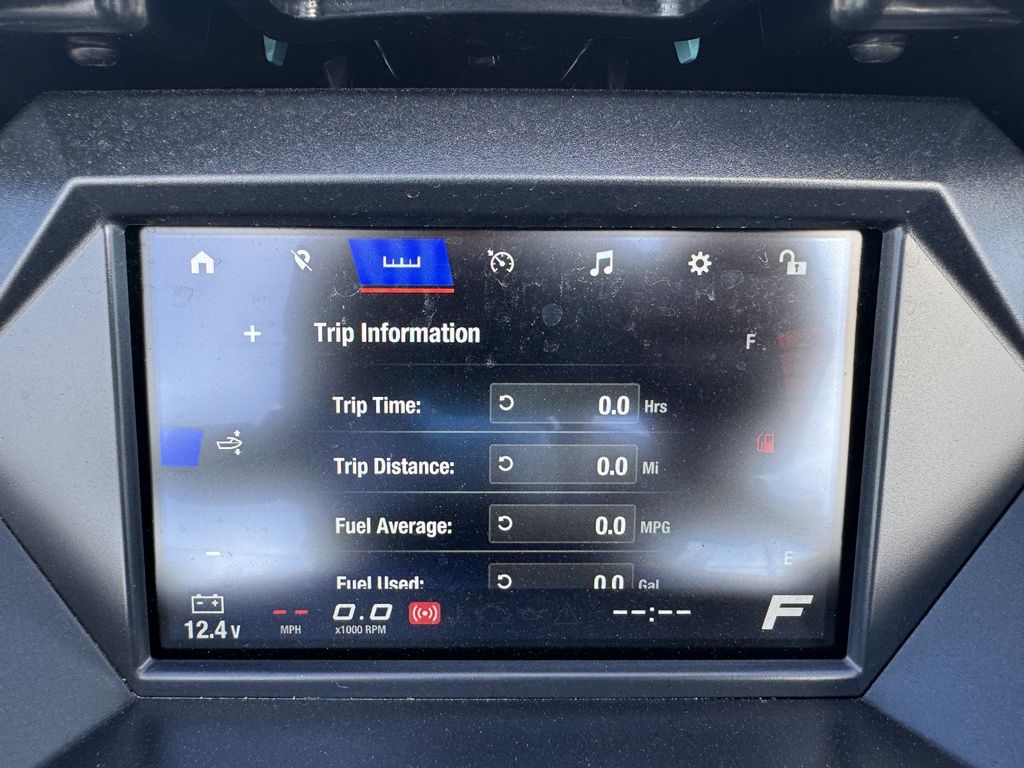 +
Trip Information
F
Trip Time: 0.0 Hrs
Trip Distance: 0.0 Mi
Fuel Average: 0.0 MPG
Fuel Used: 0.0 Gal
−
E
12.4 V
-- MPH
0.0 x1000 RPM
--:--
F